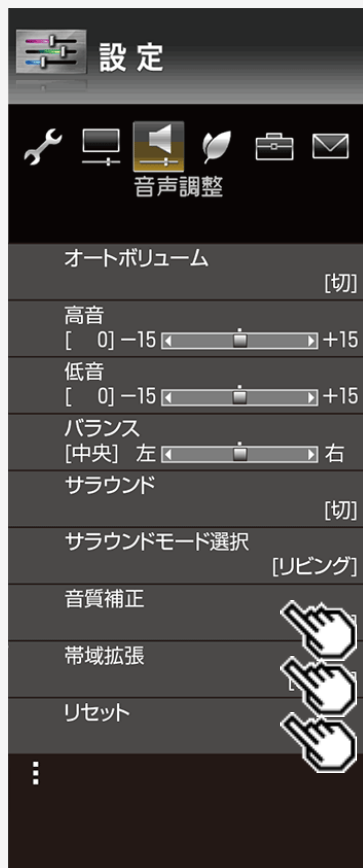 設定
音声調整
オートボリューム
[切]
高音
[ 0] −15 +15
低音
[ 0] −15 +15
バランス
[中央] 左 右
サラウンド
[切]
サラウンドモード選択
[リビング]
音質補正
帯域拡張
リセット